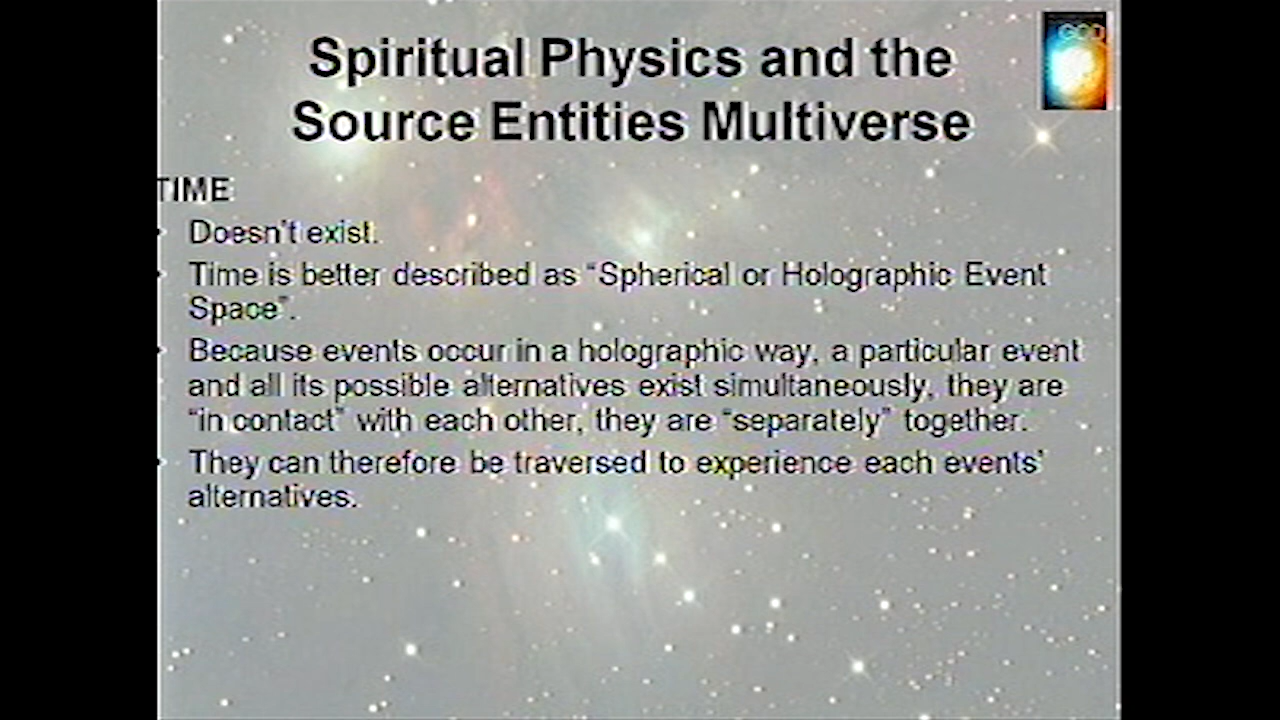 Spiritual Physics and the
Source Entities Multiverse
TIME
Doesn't exist.
Time is better described as "Spherical or Holographic Event
Space".
Because events occur in a holographic way, a particular event
and all its possible alternatives exist simultaneously, they are
"in contact" with each other, they are "separately" together.
They can therefore be traversed to experience each events'
alternatives.